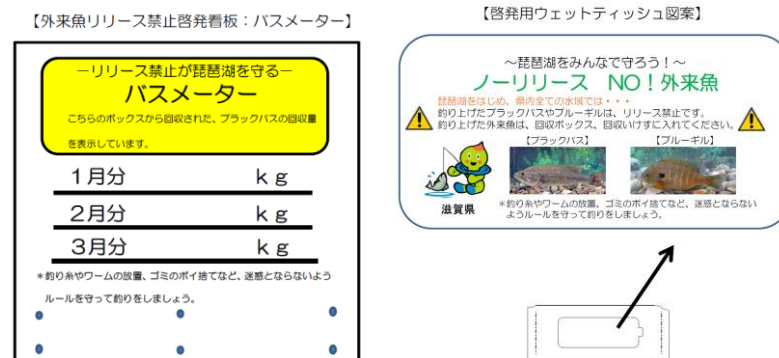 【外来魚リリース禁止啓発看板:バスメーター】
-リリース禁止が琵琶湖を守る-
バスメーター
こちらのボックスから回収された、ブラックバスの回収量
を表示しています。
1月分 kg
2月分 kg
3月分 kg
*釣り糸やワームの放置、ゴミのポイ捨てなど、迷惑とならないよう
ルールを守って釣りをしましょう。
【啓発用ウェットティッシュ図案】
~琵琶湖をみんなで守ろう!~
ノーリリース NO!外来魚
琵琶湖をはじめ、県内全ての水域では・・・
釣り上げたブラックバスやブルーギルは、リリース禁止です。
釣り上げた外来魚は、回収ボックス、回収いけすに入れてください。
【ブラックバス】 【ブルーギル】
滋賀県
*釣り糸やワームの放置、ゴミのポイ捨てなど、迷惑とならない
ようルールを守って釣りをしましょう。